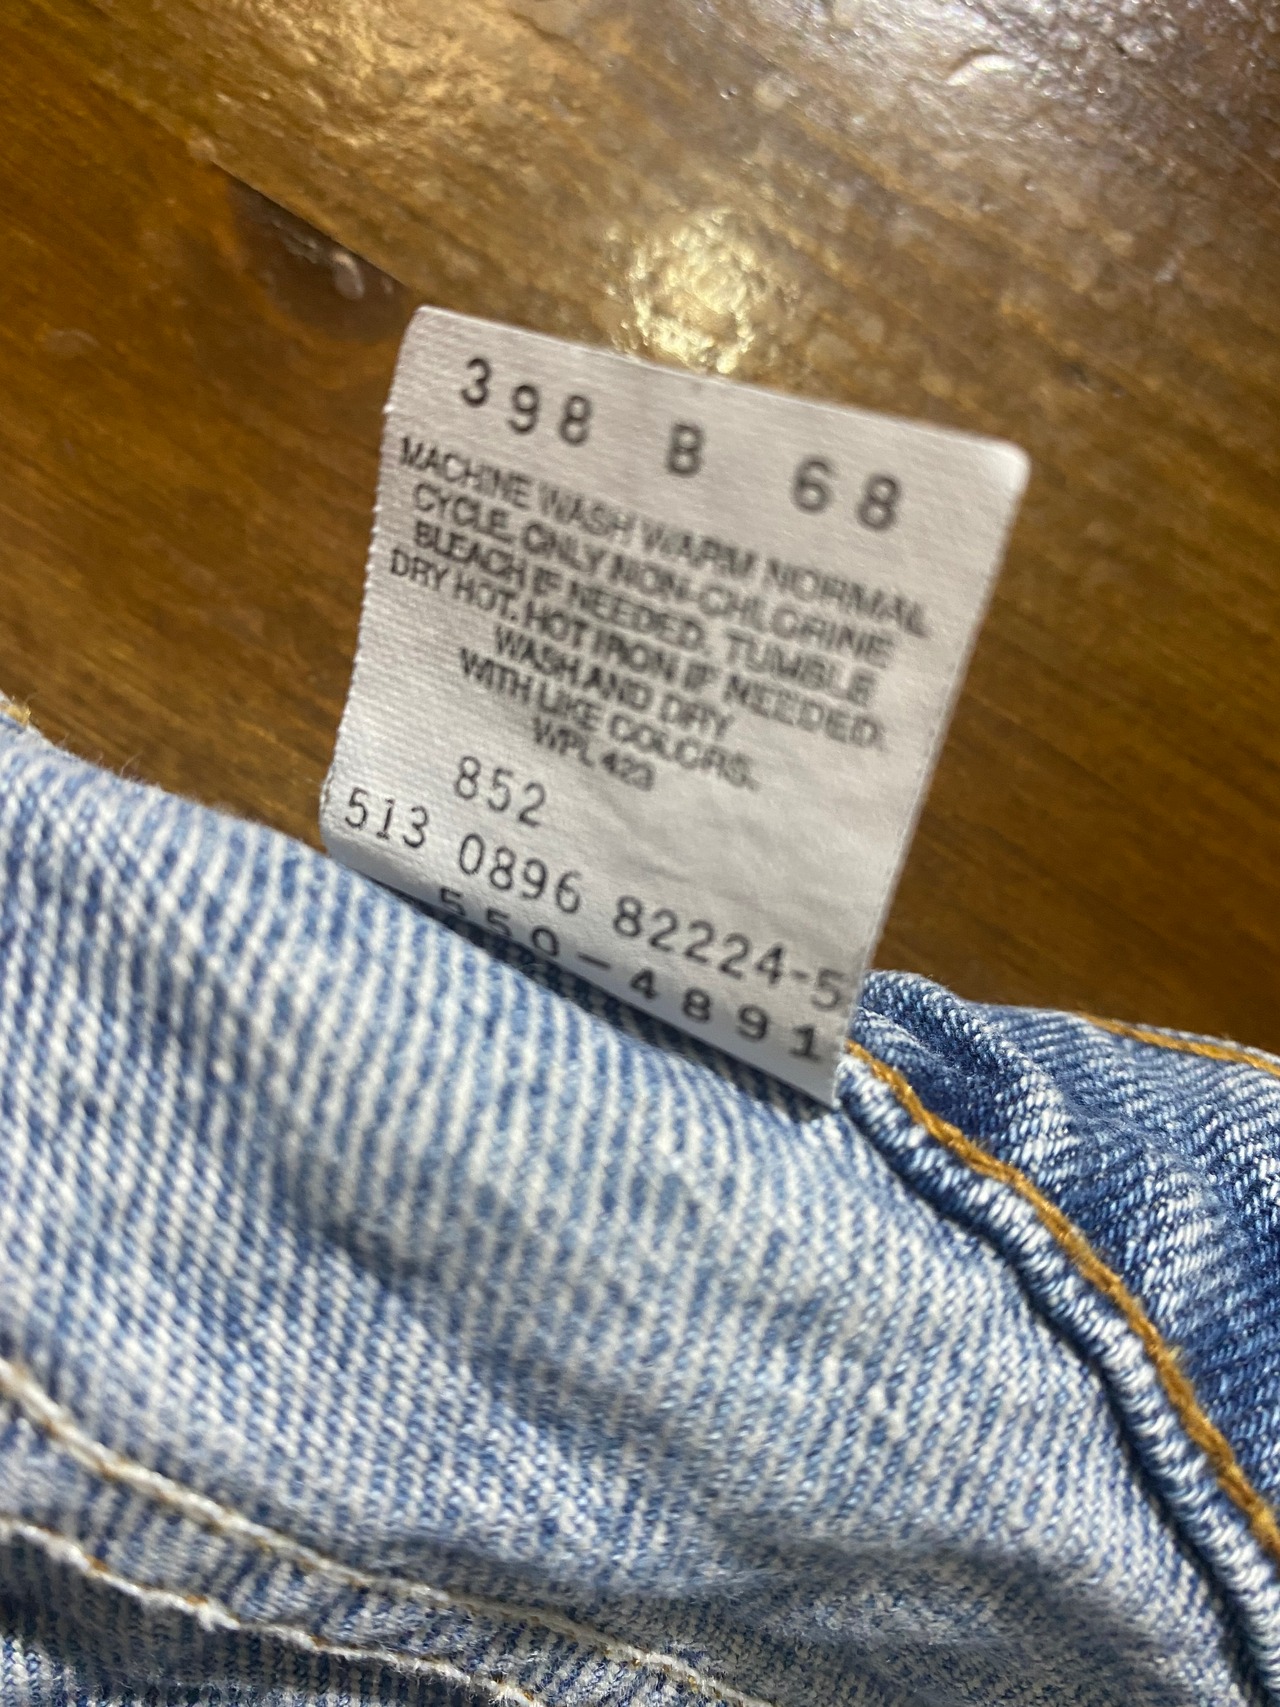 398 B 68
MACHINE WASH WARM NORMAL
CYCLE. ONLY NON-CHLORINE
BLEACH IF NEEDED. TUMBLE
DRY HOT. HOT IRON IF NEEDED.
WASH AND DRY
WITH LIKE COLORS.
WPL 423
852
513 0896 82224-5
550-4891